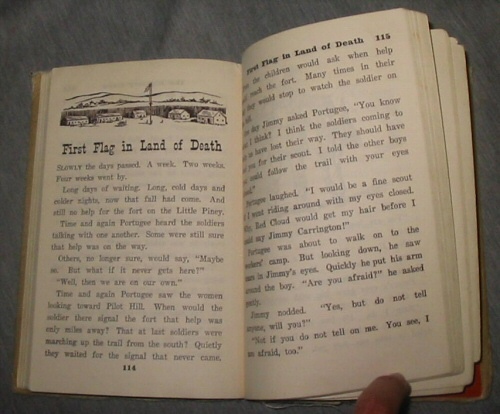 First Flag in Land of Death
SLOWLY the days passed. A week. Two weeks.
Four weeks went by.
Long days of waiting. Long, cold days and
colder nights, now that fall had come. And
still no help for the fort on the Little Piney.
Time and again Portugee heard the soldiers
talking with one another. Some were still sure
that help was on the way.
Others, no longer sure, would say, "Maybe
so. But what if it never gets here?"
"Well, then we are on our own."
Time and again Portugee saw the women
looking toward Pilot Hill. When would the
soldier there signal the fort that help was
only miles away? That at last soldiers were
marching up the trail from the south? Quietly
they waited for the signal that never came.
114
First Flag in Land of Death 115
the children would ask when help
reach the fort. Many times in their
they would stop to watch the soldier on
day Jimmy asked Portugee, "You know
I think? I think the soldiers coming to
have lost their way. They should have
you for their scout. I told the other boys
could follow the trail with your eyes
Portugee laughed. "I would be a fine scout
I went riding around with my eyes closed.
Red Cloud would get my hair before I
say Jimmy Carrington!"
Portugee was about to walk on to the
camp. But looking down, he saw
in Jimmy's eyes. Quickly he put his arm
around the boy. "Are you afraid?" he asked
gently.
Jimmy nodded. "Yes, but do not tell
anyone, will you?"
"Not if you do not tell on me. You see, I
am afraid, too."